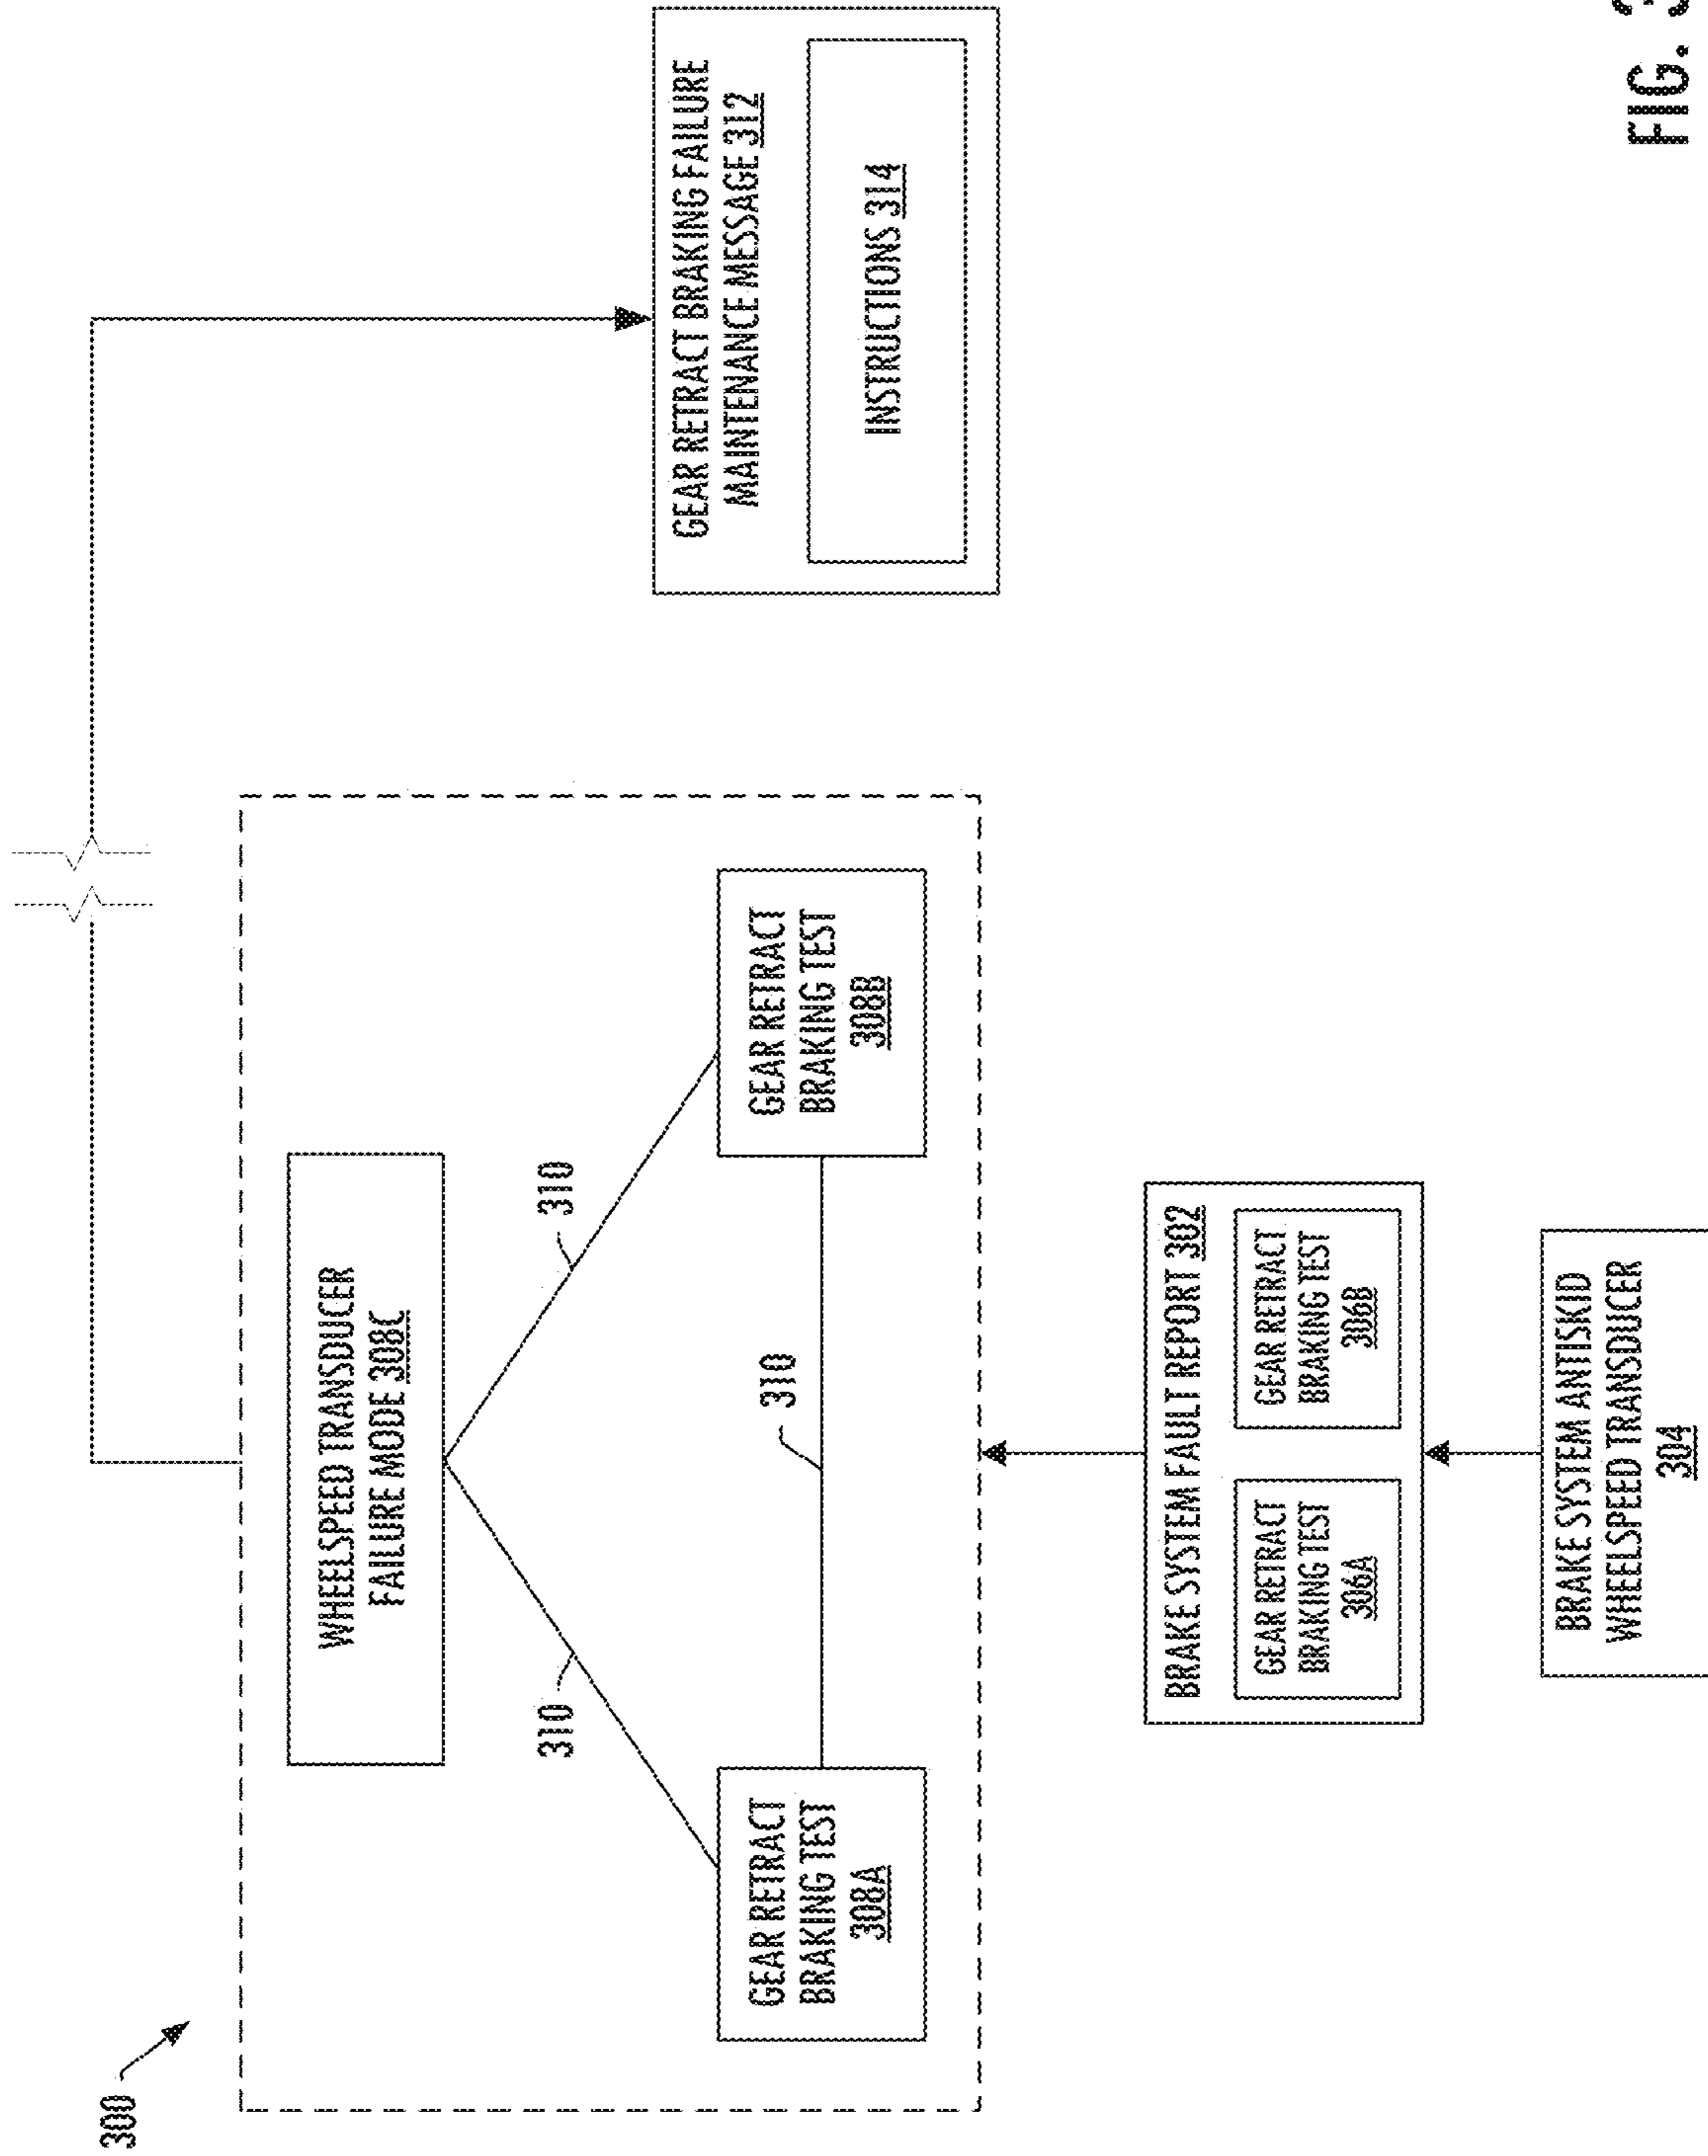 300
WHEELSPEED TRANSDUCER
FAILURE MODE 308C
310
310
GEAR RETRACT
BRAKING TEST
308A
310
GEAR RETRACT
BRAKING TEST
308B
GEAR RETRACT BRAKING FAILURE
MAINTENANCE MESSAGE 312
INSTRUCTIONS 314
BRAKE SYSTEM FAULT REPORT 302
GEAR RETRACT
BRAKING TEST
306A
GEAR RETRACT
BRAKING TEST
306B
BRAKE SYSTEM ANTISKID
WHEELSPEED TRANSDUCER
304
FIG. 3